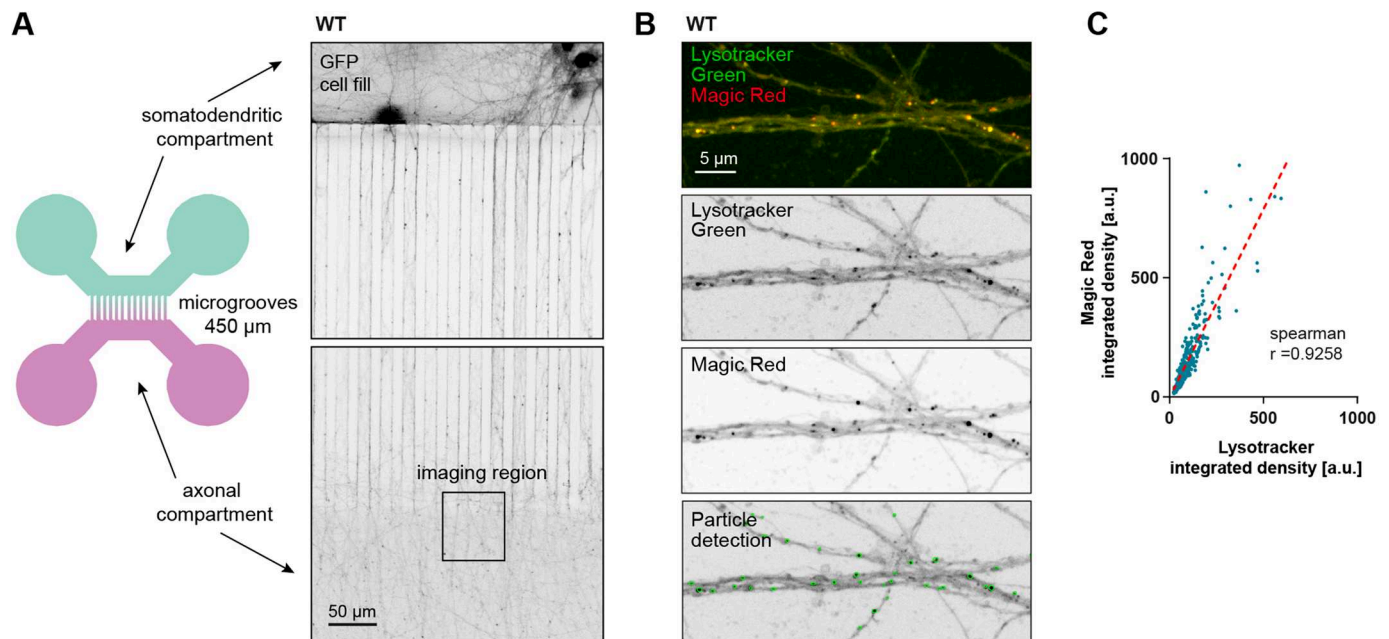 A
WT
GFP
cell fill
somatodendritic
compartment
microgrooves
450 µm
axonal
compartment
imaging region
50 µm
B
WT
Lysotracker
Green
Magic Red
5 µm
Lysotracker
Green
Magic Red
Particle
detection
C
Magic Red
integrated density [a.u.]
1000
500
0
spearman
r =0.9258
0
500
1000
Lysotracker
integrated density [a.u.]